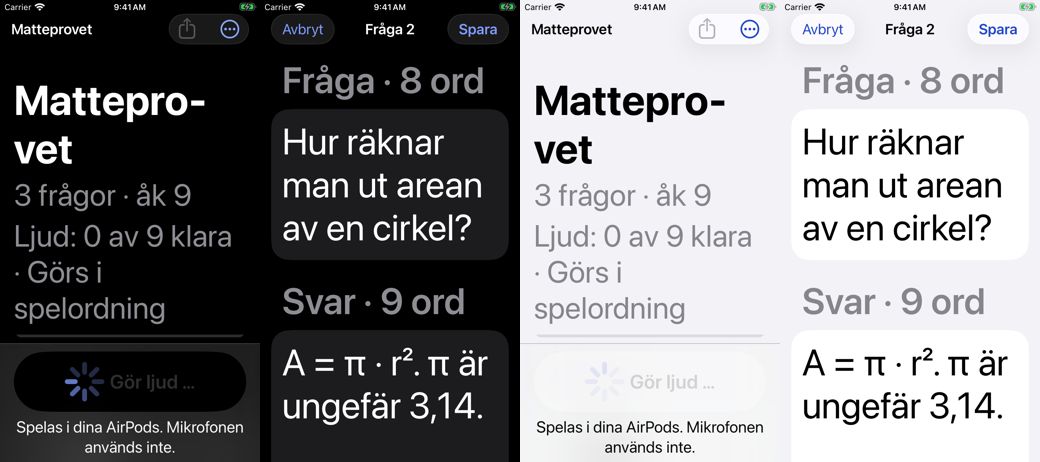 Carrier 9:41 AM
Matteprovet
Mattepro-
vet
3 frågor · åk 9
Ljud: 0 av 9 klara
· Görs i
spelordning
Gör ljud ...
Spelas i dina AirPods. Mikrofonen
används inte.
Carrier 9:41 AM
Avbryt Fråga 2 Spara
Fråga · 8 ord
Hur räknar
man ut arean
av en cirkel?
Svar · 9 ord
A = π · r². π är
ungefär 3,14.
Carrier 9:41 AM
Matteprovet
Mattepro-
vet
3 frågor · åk 9
Ljud: 0 av 9 klara
· Görs i
spelordning
Gör ljud ...
Spelas i dina AirPods. Mikrofonen
används inte.
Carrier 9:41 AM
Avbryt Fråga 2 Spara
Fråga · 8 ord
Hur räknar
man ut arean
av en cirkel?
Svar · 9 ord
A = π · r². π är
ungefär 3,14.